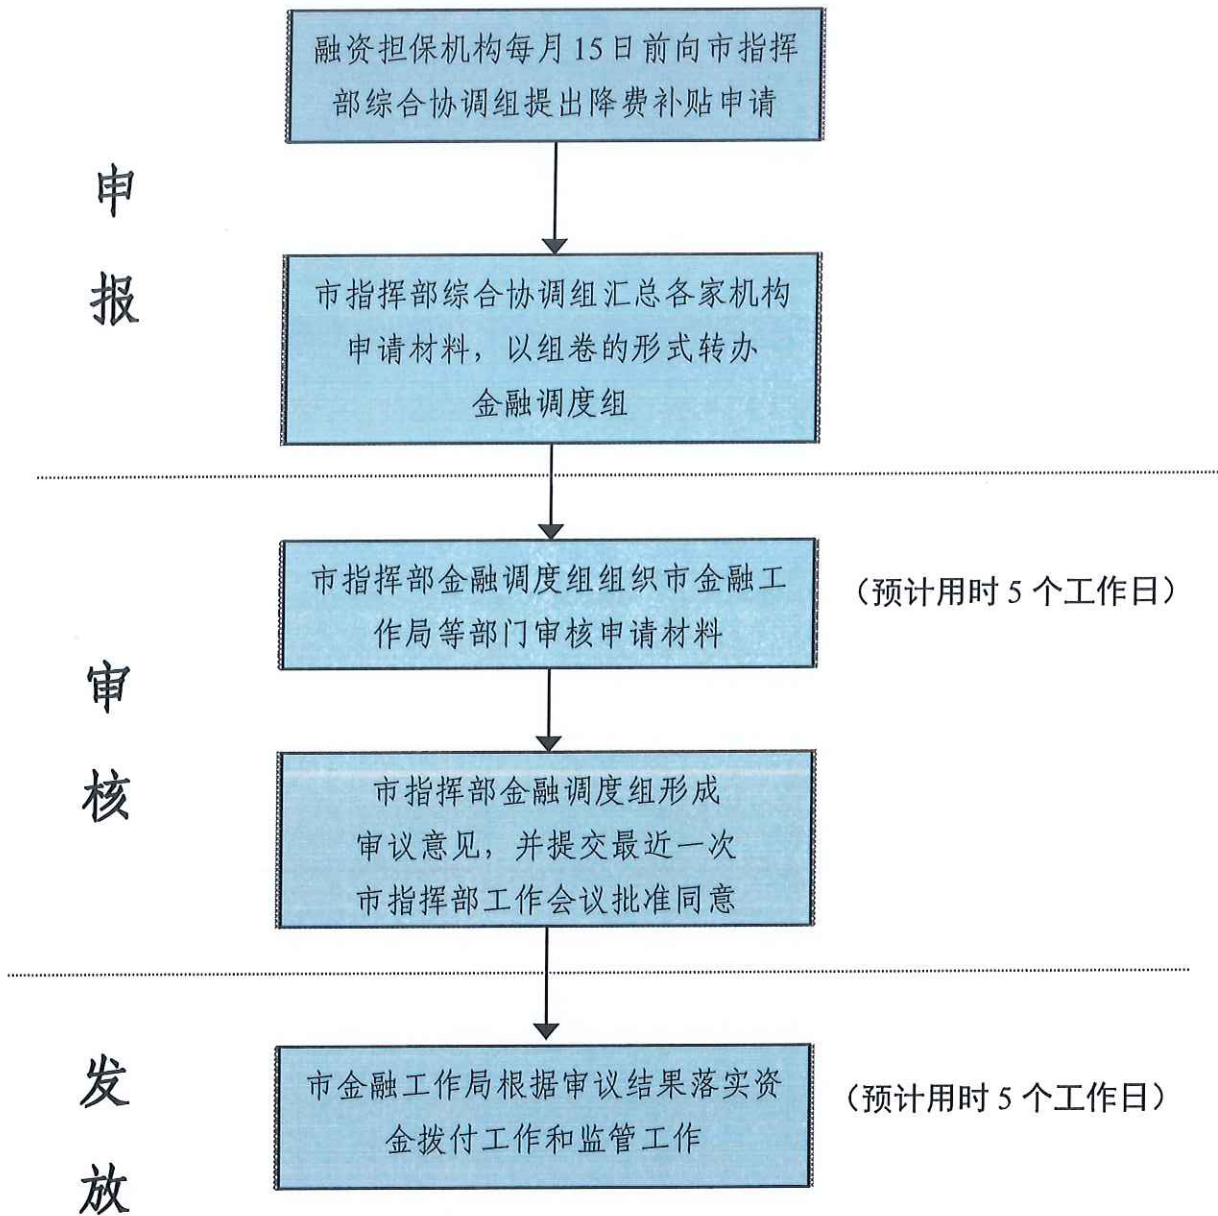 融资担保机构每月15日前向市指挥
部综合协调组提出降费补贴申请
申
报
市指挥部综合协调组汇总各家机构
申请材料，以组卷的形式转办
金融调度组
市指挥部金融调度组组织市金融工
作局等部门审核申请材料
（预计用时5个工作日）
审
核
市指挥部金融调度组形成
审议意见，并提交最近一次
市指挥部工作会议批准同意
发
放
市金融工作局根据审议结果落实资
金拨付工作和监管工作
（预计用时5个工作日）